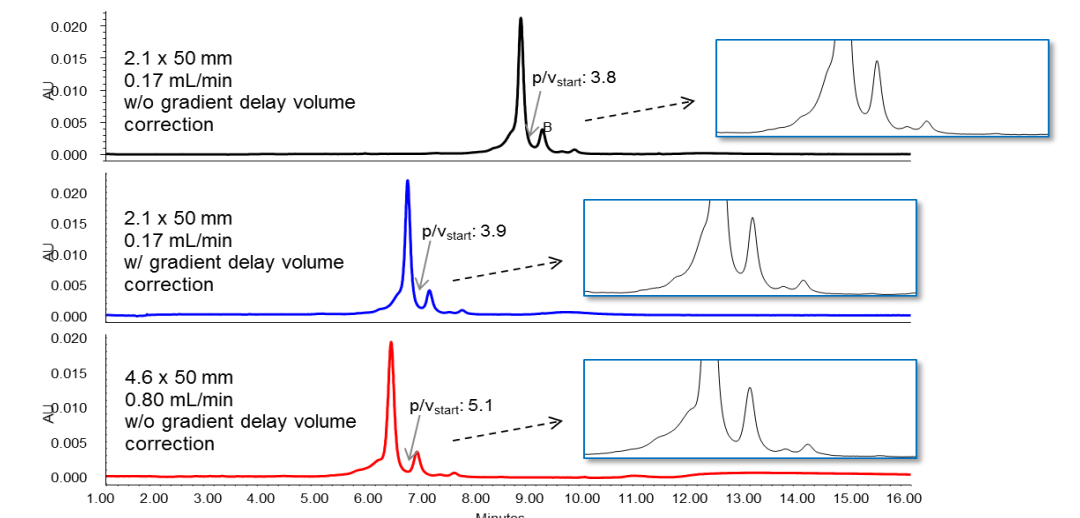 0.020
0.015
0.010
0.005
0.000
AU
2.1 x 50 mm
0.17 mL/min
w/o gradient delay volume
correction
p/vstart: 3.8
B
0.020
0.015
0.010
0.005
0.000
AU
2.1 x 50 mm
0.17 mL/min
w/ gradient delay volume
correction
p/vstart: 3.9
0.020
0.015
0.010
0.005
0.000
AU
4.6 x 50 mm
0.80 mL/min
w/o gradient delay volume
correction
p/vstart: 5.1
1.00 2.00 3.00 4.00 5.00 6.00 7.00 8.00 9.00 10.00 11.00 12.00 13.00 14.00 15.00 16.00
Minutes